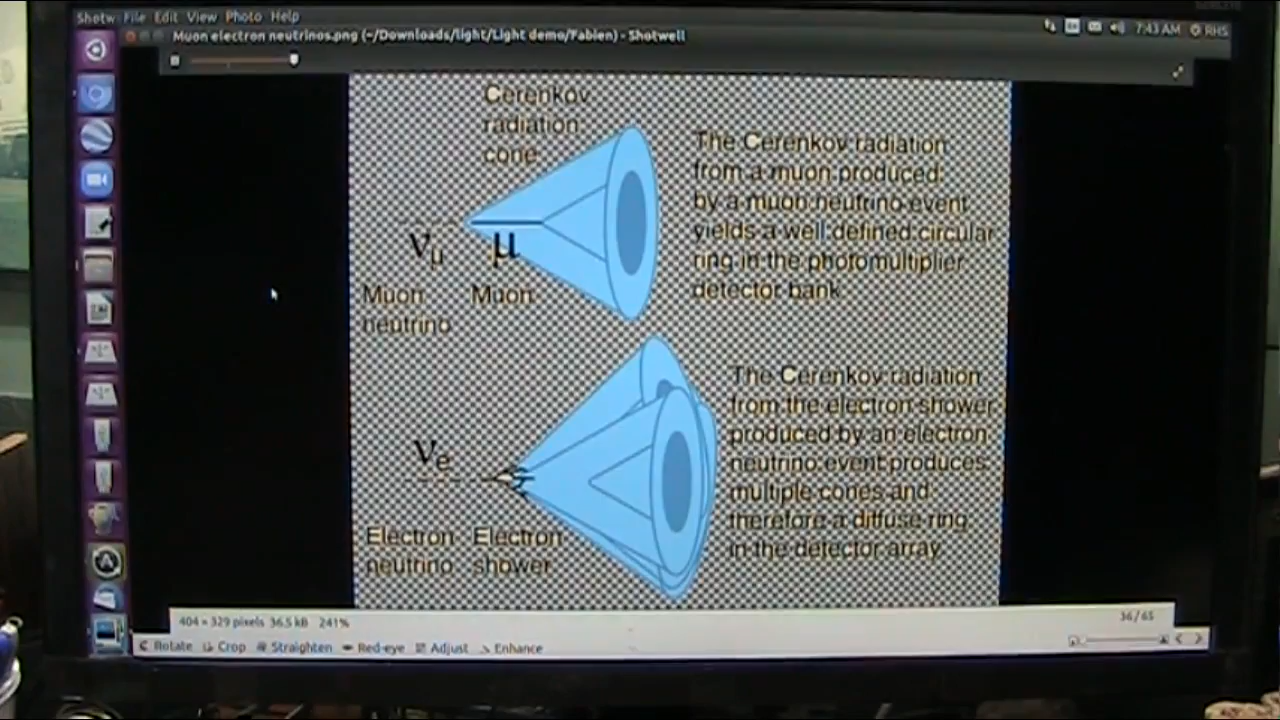 Shotw File Edit View Photo Help
7:43 AM RHS
Muon electron neutrinos.png (~/Downloads/light/Light demo/Fabien) - Shotwell
Cerenkov
radiation
cone
The Cerenkov radiation
from a muon produced
by a muon neutrino event
yields a well defined circular
ring in the photomultiplier
detector bank.
νμ μ
Muon
neutrino
Muon
The Cerenkov radiation
from the electron shower
produced by an electron
neutrino event produces
multiple cones and
therefore a diffuse ring
in the detector array.
νe
Electron
neutrino
Electron
shower
404 × 329 pixels 36.5 kB 241%
36/65
Rotate Crop Straighten Red-eye Adjust Enhance